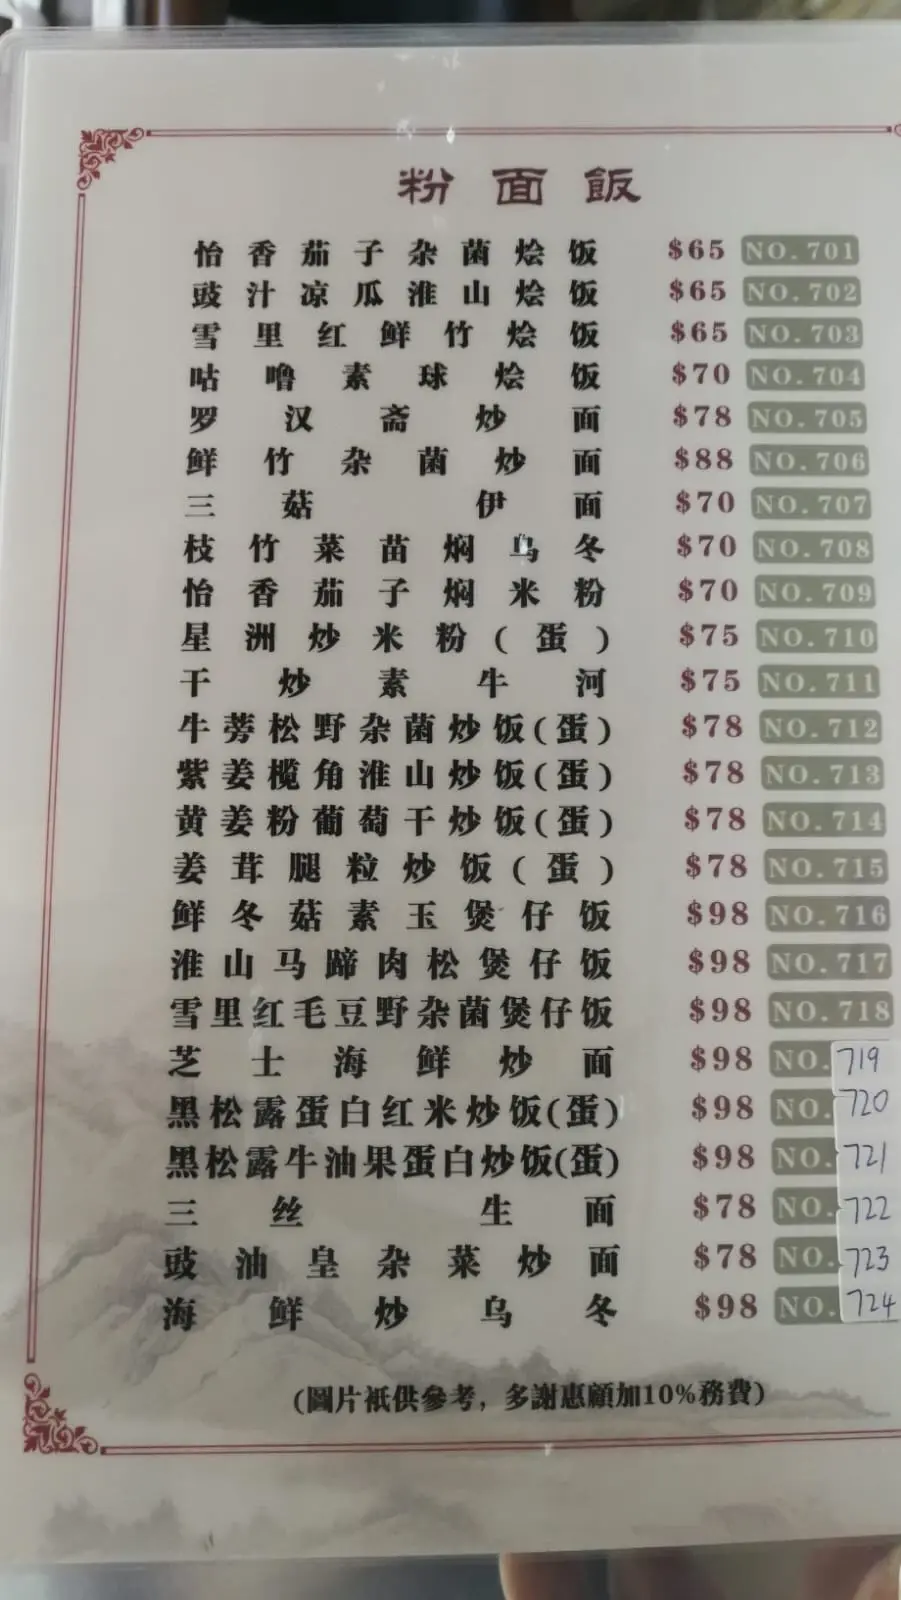 粉面飯
怡香茄子杂菌烩饭 $65 NO.701
豉汁凉瓜淮山烩饭 $65 NO.702
雪里红鲜竹烩饭 $65 NO.703
咕噜素球烩饭 $70 NO.704
罗汉斋炒面 $78 NO.705
鲜竹杂菌炒面 $88 NO.706
三菇 伊面 $70 NO.707
枝竹菜苗焖乌冬 $70 NO.708
怡香茄子焖米粉 $70 NO.709
星洲炒米粉(蛋) $75 NO.710
干炒素牛河 $75 NO.711
牛蒡松野杂菌炒饭(蛋) $78 NO.712
紫姜榄角淮山炒饭(蛋) $78 NO.713
黄姜粉葡萄干炒饭(蛋) $78 NO.714
姜茸腿粒炒饭(蛋) $78 NO.715
鲜冬菇素玉煲仔饭 $98 NO.716
淮山马蹄肉松煲仔饭 $98 NO.717
雪里红毛豆野杂菌煲仔饭 $98 NO.718
芝士海鲜炒面 $98 NO.719
黑松露蛋白红米炒饭(蛋) $98 NO.720
黑松露牛油果蛋白炒饭(蛋) $98 NO.721
三丝 生面 $78 NO.722
豉油皇杂菜炒面 $78 NO.723
海鲜炒乌冬 $98 NO.724
(圖片衹供參考，多謝惠顧加10%務費)